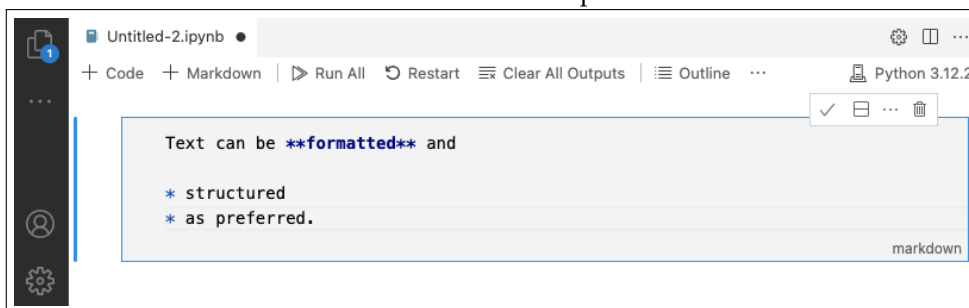 Untitled-2.ipynb
1
Code Markdown Run All Restart Clear All Outputs Outline ... Python 3.12.2
Text can be **formatted** and
* structured
* as preferred.
markdown